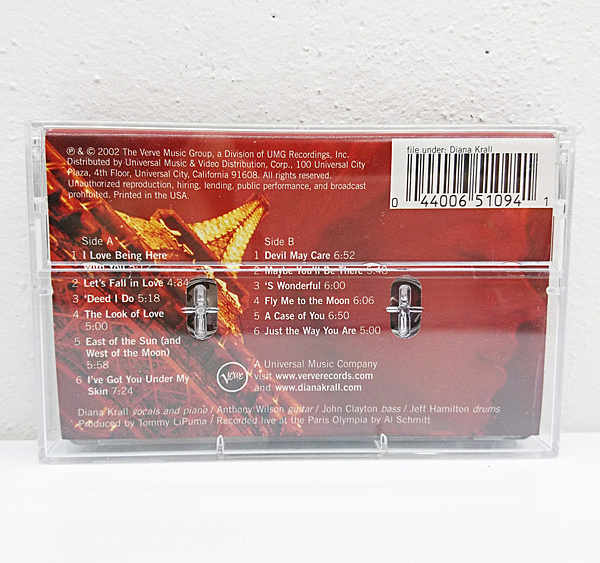 ℗ & © 2002 The Verve Music Group, a Division of UMG Recordings, Inc.
Distributed by Universal Music & Video Distribution, Corp., 100 Universal City
Plaza, 4th Floor, Universal City, California 91608. All rights reserved.
Unauthorized reproduction, hiring, lending, public performance, and broadcast
prohibited. Printed in the USA.
file under: Diana Krall
0 44006 51094 1
Side A
1 I Love Being Here
With You
2 Let's Fall in Love 4:34
3 'Deed I Do 5:18
4 The Look of Love
5:00
5 East of the Sun (and
West of the Moon)
5:58
6 I've Got You Under My
Skin 7:24
Side B
1 Devil May Care 6:52
2 Maybe You'll Be There 5:48
3 'S Wonderful 6:00
4 Fly Me to the Moon 6:06
5 A Case of You 6:50
6 Just the Way You Are 5:00
Verve
A Universal Music Company
visit www.ververecords.com
and www.dianakrall.com.
Diana Krall vocals and piano / Anthony Wilson guitar / John Clayton bass / Jeff Hamilton drums
Produced by Tommy LiPuma / Recorded live at the Paris Olympia by Al Schmitt